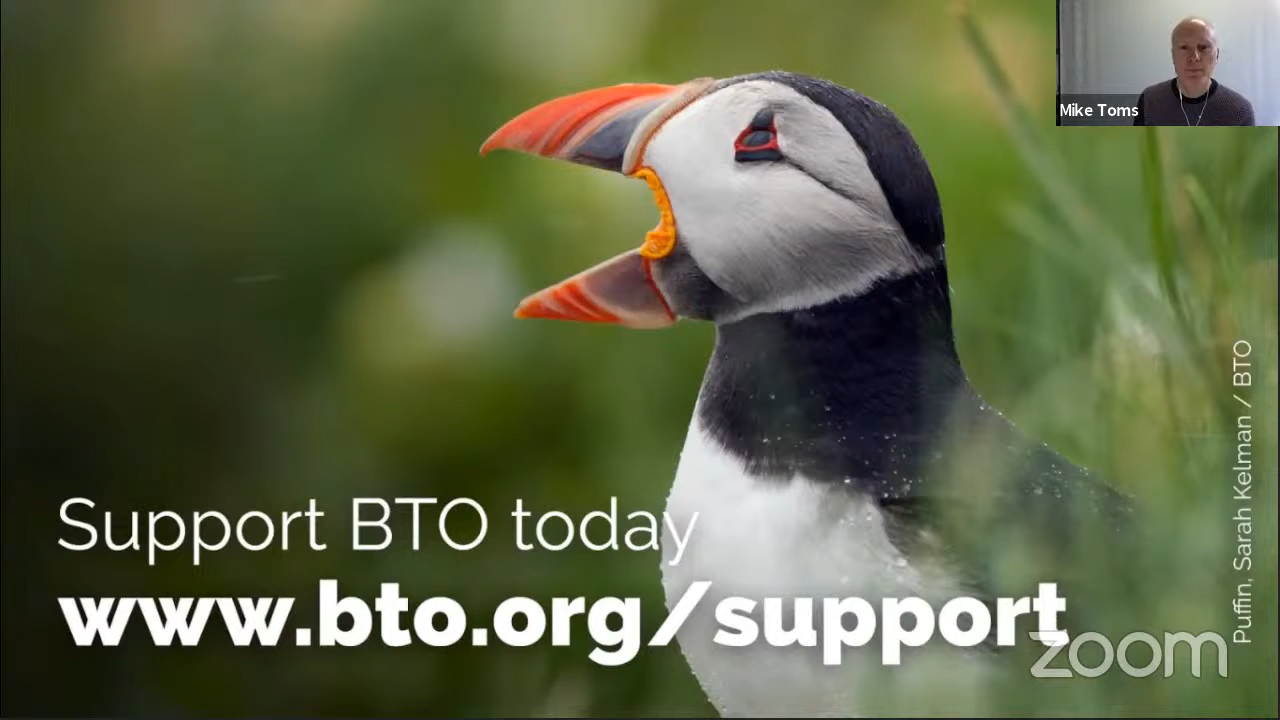 Mike Toms
Support BTO today
www.bto.org/support
zoom
Puffin, Sarah Kelman / BTO